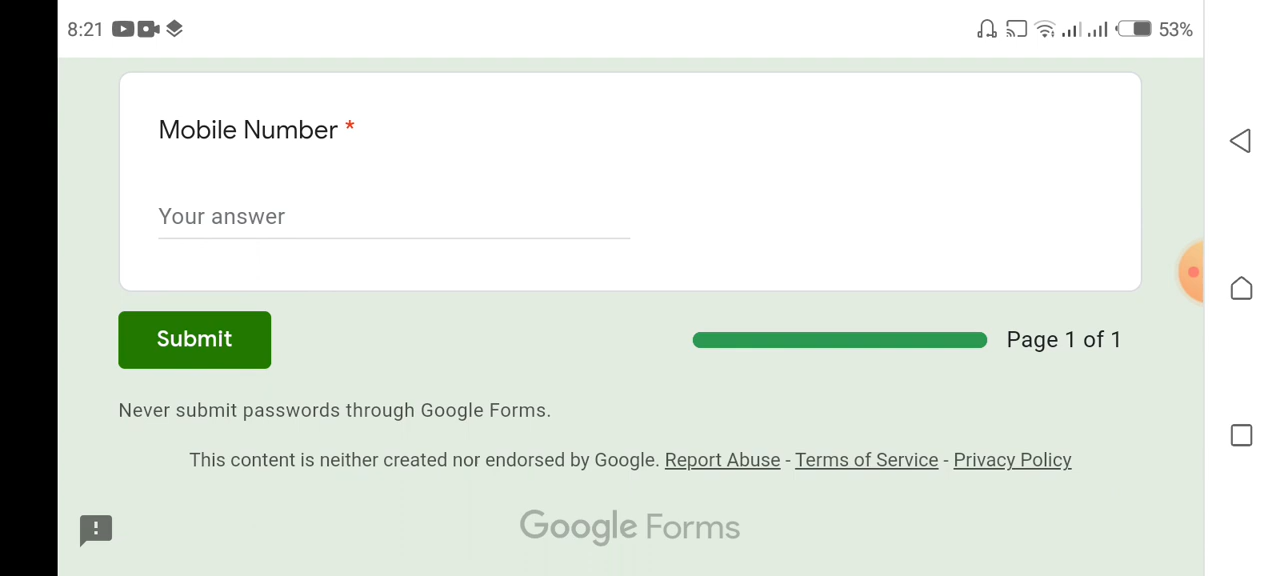 8:21
53%
Mobile Number *
Your answer
Submit
Page 1 of 1
Never submit passwords through Google Forms.
This content is neither created nor endorsed by Google. Report Abuse - Terms of Service - Privacy Policy
Google Forms